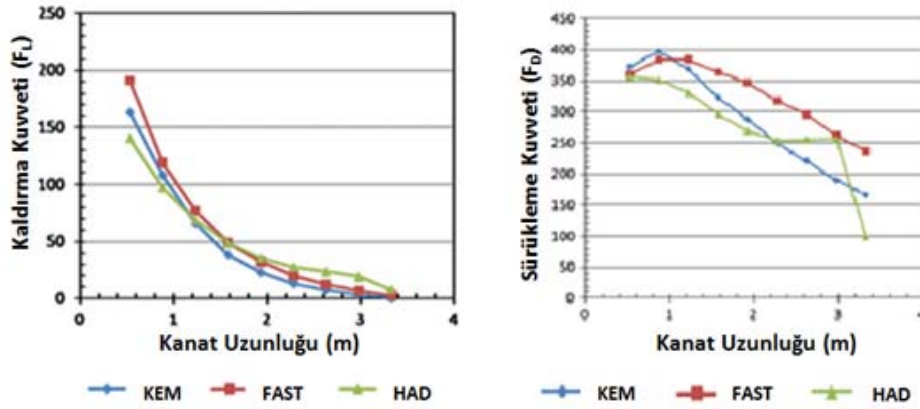 Kaldırma Kuvveti (FL)
250
200
150
100
50
0
0 1 2 3 4
Kanat Uzunluğu (m)
KEM FAST HAD
Sürükleme Kuvveti (FD)
450
400
350
300
250
200
150
100
50
0
0 1 2 3
Kanat Uzunluğu (m)
KEM FAST HAD